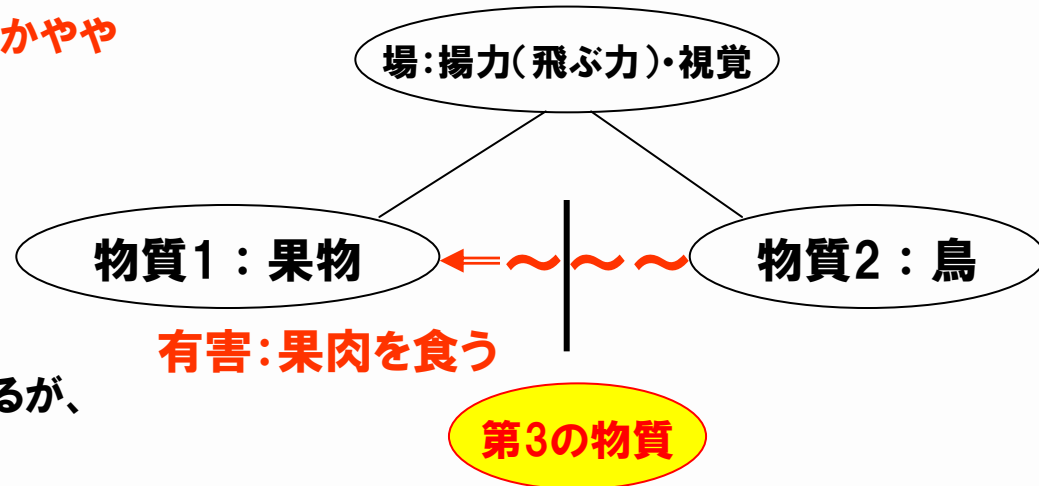 かやや
場:揚力(飛ぶ力)・視覚
物質1:果物
物質2:鳥
有害:果肉を食う
るが、
第3の物質